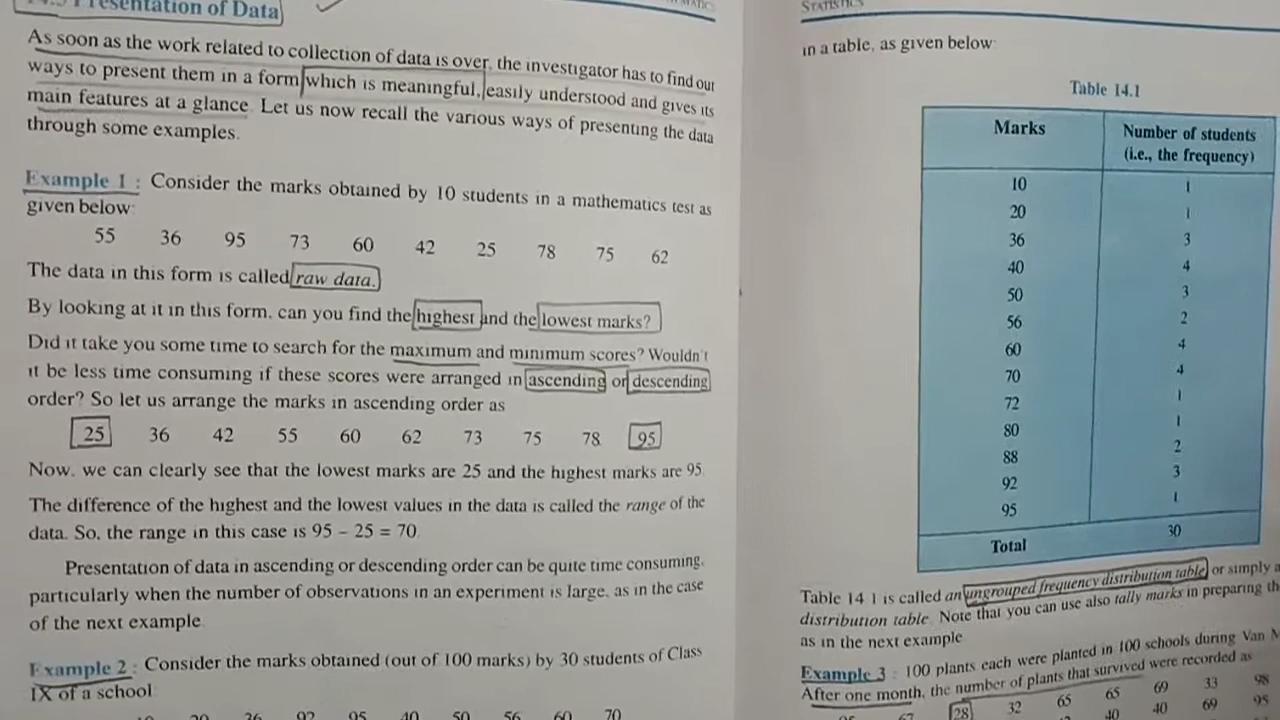 Presentation of Data
As soon as the work related to collection of data is over, the investigator has to find out
ways to present them in a form which is meaningful, easily understood and gives its
main features at a glance. Let us now recall the various ways of presenting the data
through some examples.
Example 1 : Consider the marks obtained by 10 students in a mathematics test as
given below:
55 36 95 73 60 42 25 78 75 62
The data in this form is called raw data.
By looking at it in this form, can you find the highest and the lowest marks?
Did it take you some time to search for the maximum and minimum scores? Wouldn't
it be less time consuming if these scores were arranged in ascending or descending
order? So let us arrange the marks in ascending order as
25 36 42 55 60 62 73 75 78 95
Now, we can clearly see that the lowest marks are 25 and the highest marks are 95.
The difference of the highest and the lowest values in the data is called the range of the
data. So, the range in this case is 95 – 25 = 70.
Presentation of data in ascending or descending order can be quite time consuming,
particularly when the number of observations in an experiment is large, as in the case
of the next example.
Example 2 : Consider the marks obtained (out of 100 marks) by 30 students of Class
IX of a school:
10 20 36 92 95 40 50 56 60 70
STATISTICS
in a table, as given below:
Table 14.1
Marks Number of students
(i.e., the frequency)
10 1
20 1
36 3
40 4
50 3
56 2
60 4
70 4
72 1
80 1
88 2
92 3
95 1
Total 30
Table 14.1 is called an ungrouped frequency distribution table, or simply a
distribution table. Note that you can use also tally marks in preparing
as in the next example.
Example 3 : 100 plants each were planted in 100 schools during Van
After one month, the number of plants that survived were recorded as
95 67 28 32 65 65 69 33 98
40 40 69 95